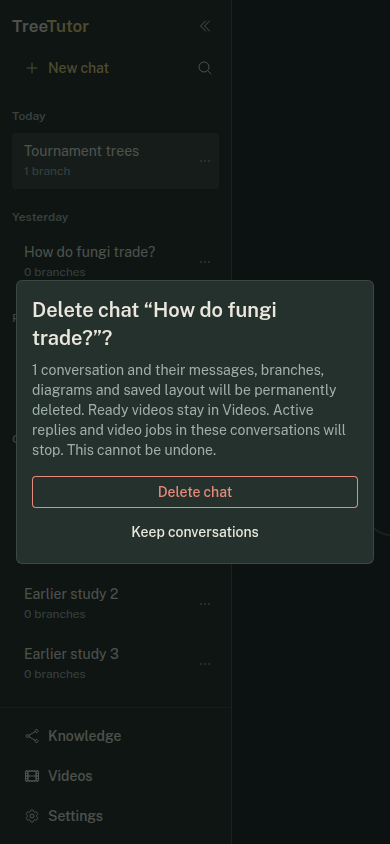 TreeTutor
New chat
Today
Tournament trees
1 branch
Yesterday
How do fungi trade?
0 branches
Delete chat “How do fungi
trade?”?
1 conversation and their messages, branches,
diagrams and saved layout will be permanently
deleted. Ready videos stay in Videos. Active
replies and video jobs in these conversations will
stop. This cannot be undone.
Delete chat
Keep conversations
Earlier study 2
0 branches
Earlier study 3
0 branches
Knowledge
Videos
Settings